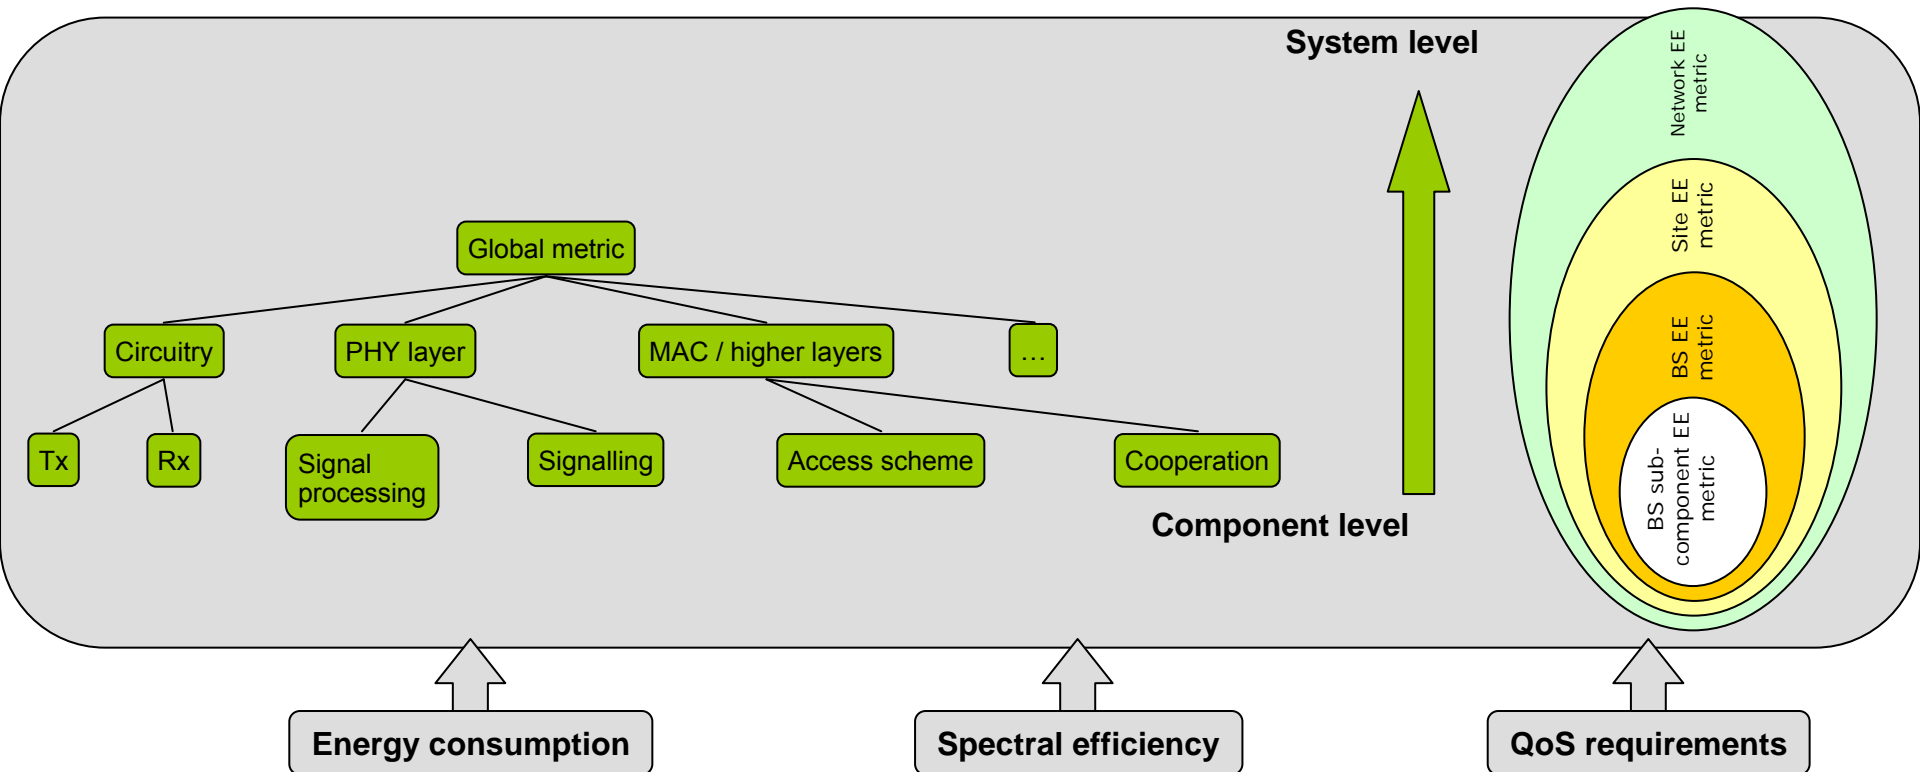 System level
Network EE
metric
Site EE
metric
Global metric
Circuitry
PHY layer
MAC / higher layers
…
BS EE
metric
Tx
Rx
Signal
processing
Signalling
Access scheme
Cooperation
BS sub-
component EE
metric
Component level
Energy consumption
Spectral efficiency
QoS requirements